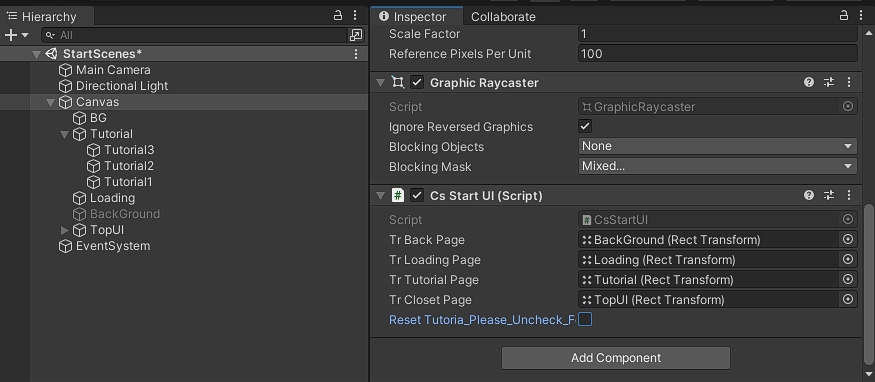 Hierarchy
All
StartScenes*
Main Camera
Directional Light
Canvas
BG
Tutorial
Tutorial3
Tutorial2
Tutorial1
Loading
BackGround
TopUI
EventSystem
Inspector
Collaborate
Scale Factor 1
Reference Pixels Per Unit 100
Graphic Raycaster
Script GraphicRaycaster
Ignore Reversed Graphics
Blocking Objects None
Blocking Mask Mixed...
# Cs Start UI (Script)
Script # CsStartUI
Tr Back Page BackGround (Rect Transform)
Tr Loading Page Loading (Rect Transform)
Tr Tutorial Page Tutorial (Rect Transform)
Tr Closet Page TopUI (Rect Transform)
Reset Tutoria_Please_Uncheck_F
Add Component